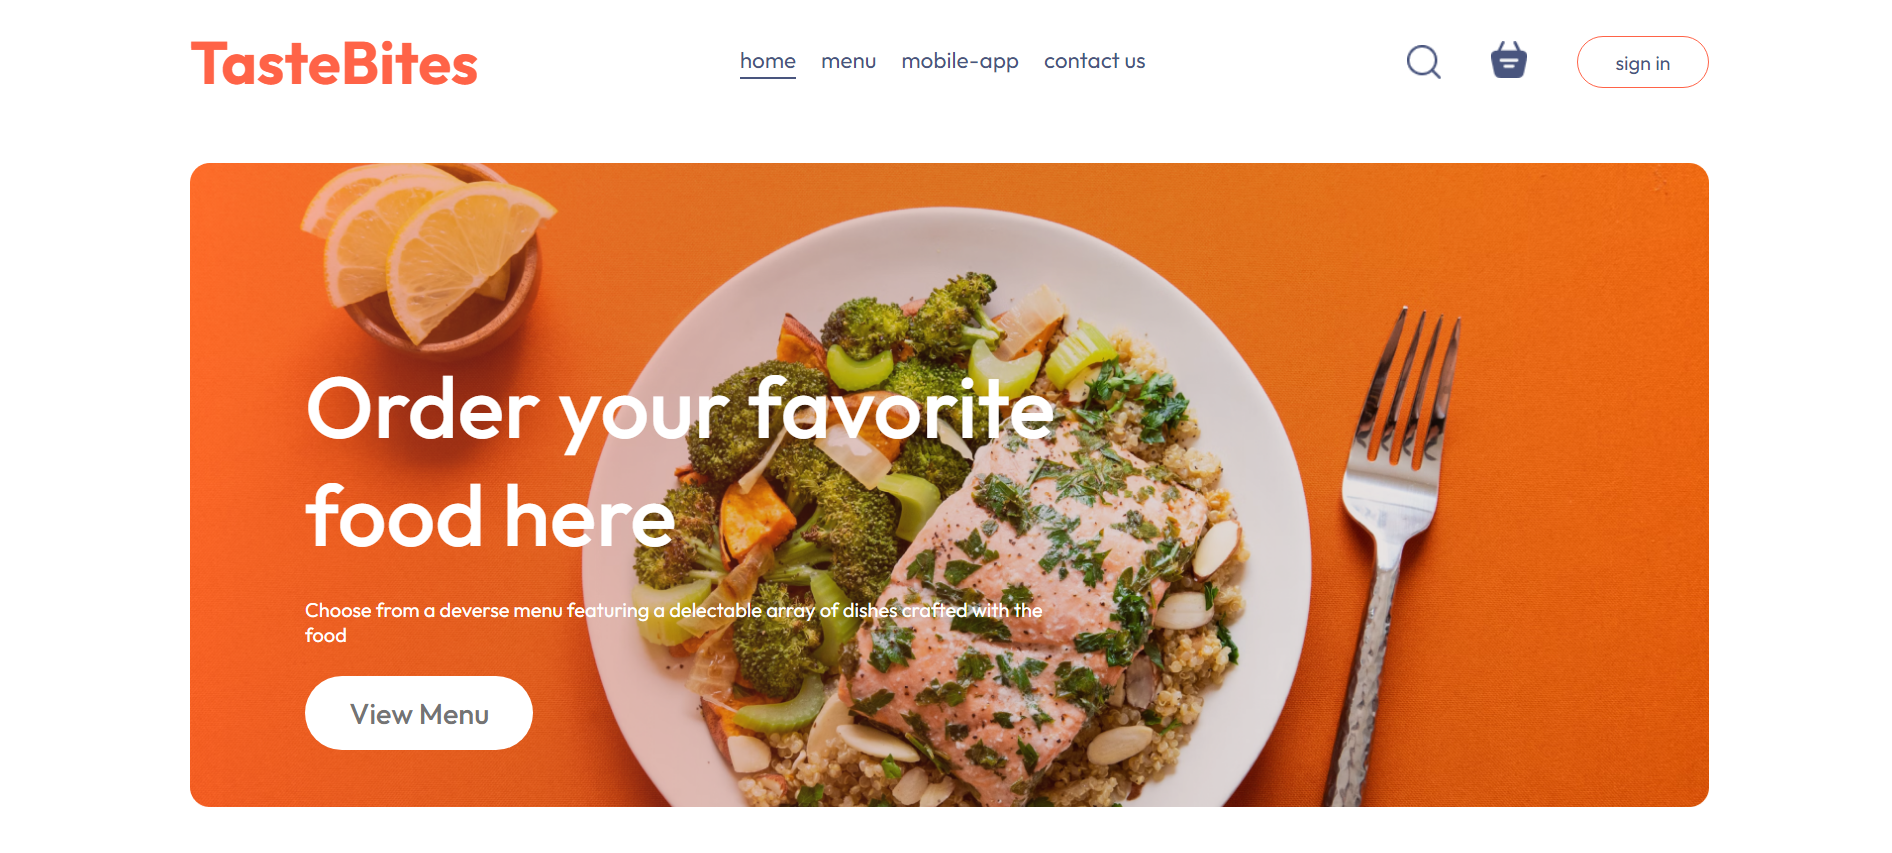 TasteBites
home menu mobile-app contact us
sign in
Order your favorite
food here
Choose from a deverse menu featuring a delectable array of dishes crafted with the
food
View Menu